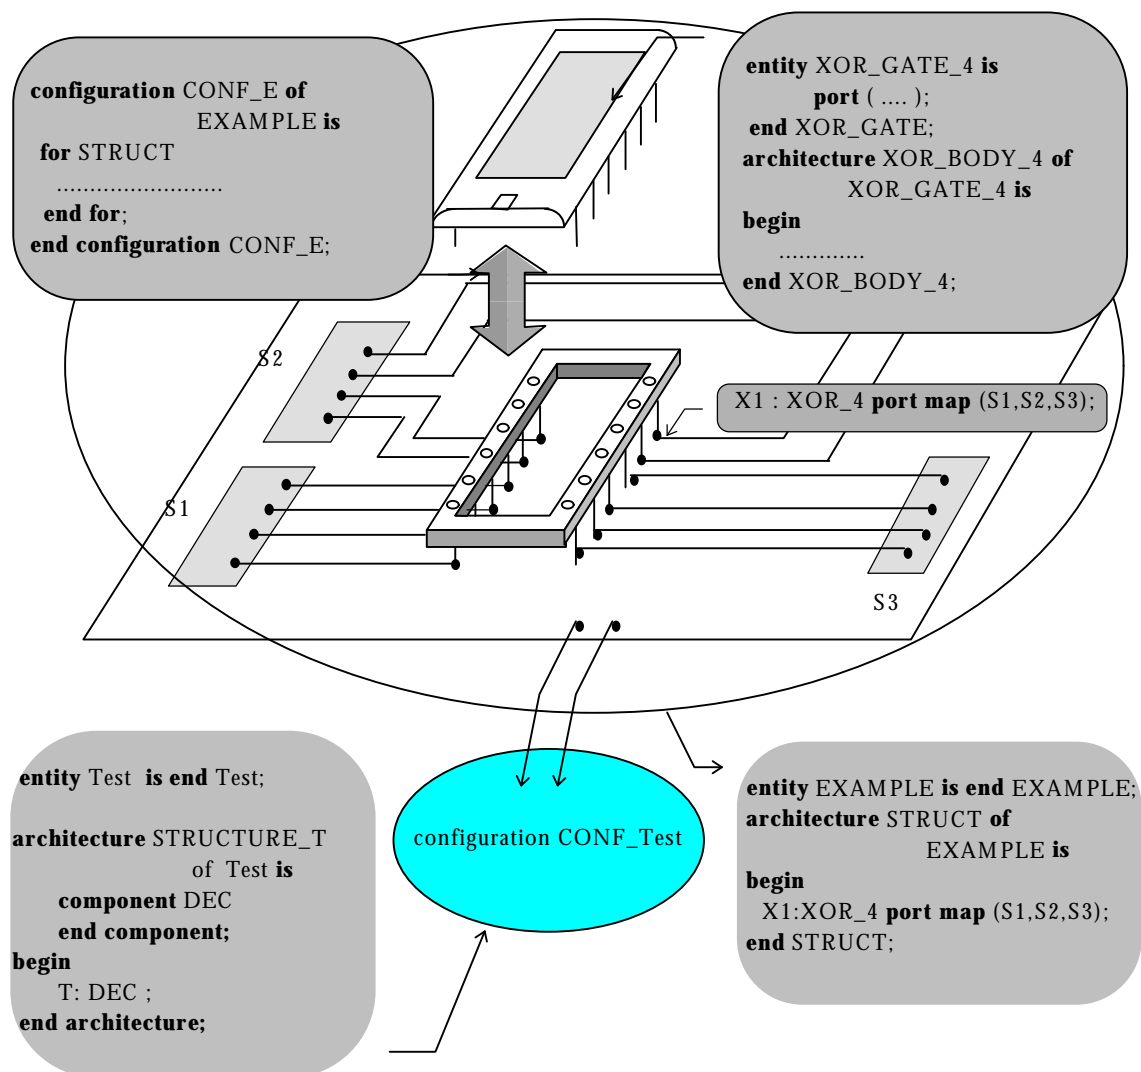 configuration CONF_E of
EXAMPLE is
for STRUCT
.........................
end for;
end configuration CONF_E;
entity XOR_GATE_4 is
port ( .... );
end XOR_GATE;
architecture XOR_BODY_4 of
XOR_GATE_4 is
begin
.............
end XOR_BODY_4;
S2
X1 : XOR_4 port map (S1,S2,S3);
S1
S3
entity Test is end Test;
architecture STRUCTURE_T
of Test is
component DEC
end component;
begin
T: DEC ;
end architecture;
configuration CONF_Test
entity EXAMPLE is end EXAMPLE;
architecture STRUCT of
EXAMPLE is
begin
X1:XOR_4 port map (S1,S2,S3);
end STRUCT;